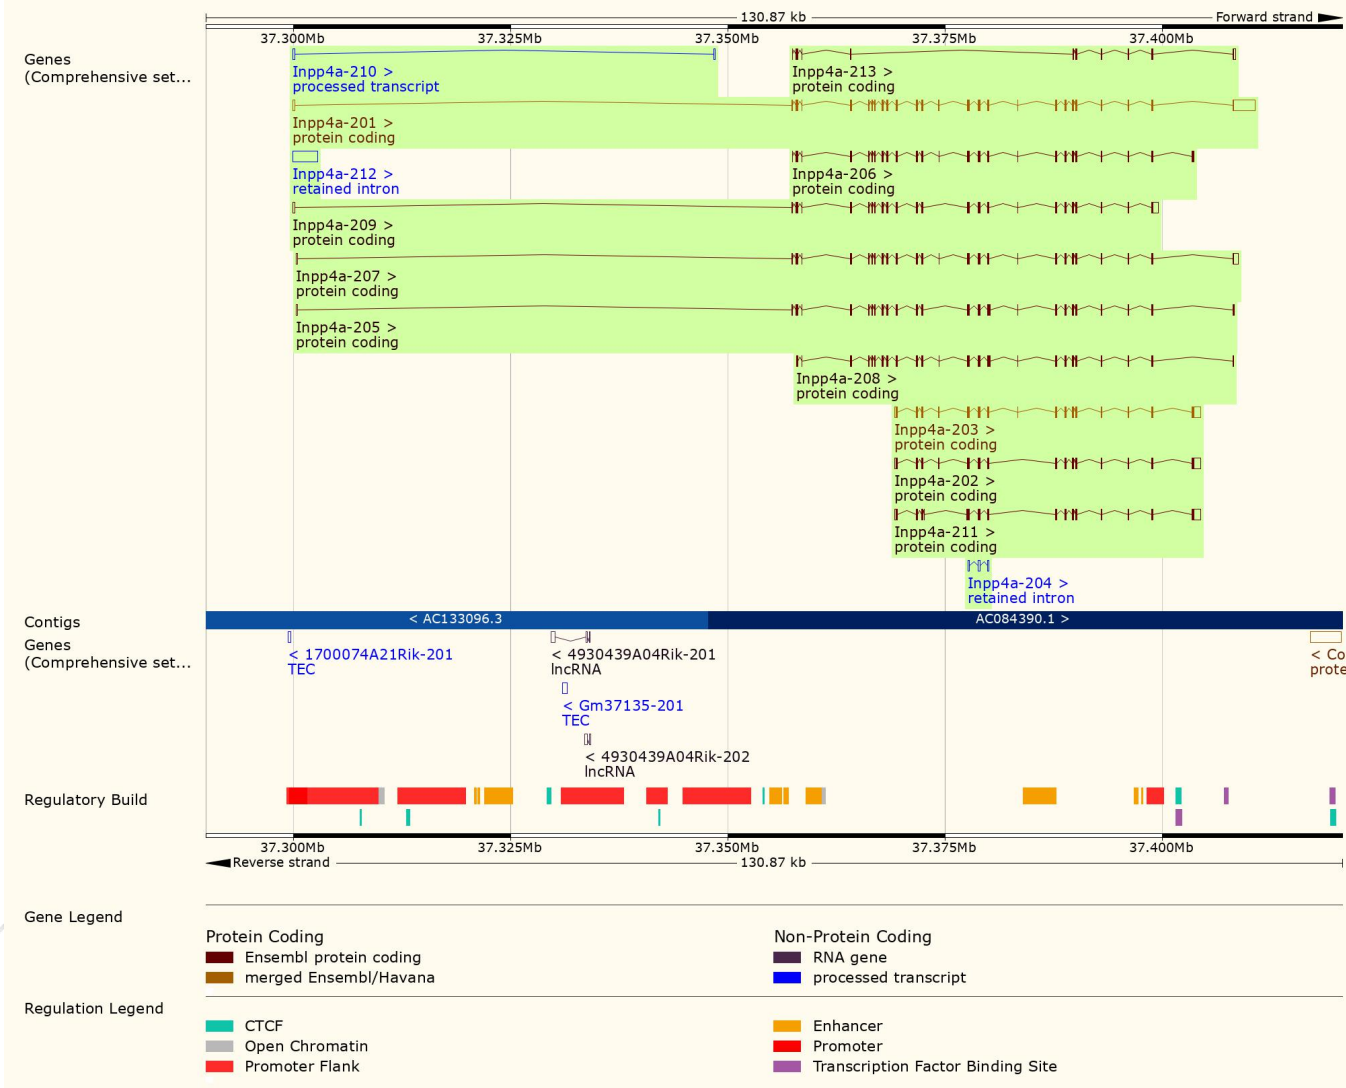 130.87 kb
Forward strand
37.300Mb 37.325Mb 37.350Mb 37.375Mb 37.400Mb
Genes
(Comprehensive set...
Inpp4a-210 >
processed transcript
Inpp4a-213 >
protein coding
Inpp4a-201 >
protein coding
Inpp4a-212 >
retained intron
Inpp4a-206 >
protein coding
Inpp4a-209 >
protein coding
Inpp4a-207 >
protein coding
Inpp4a-205 >
protein coding
Inpp4a-208 >
protein coding
Inpp4a-203 >
protein coding
Inpp4a-202 >
protein coding
Inpp4a-211 >
protein coding
Inpp4a-204 >
retained intron
Contigs
< AC133096.3
AC084390.1 >
Genes
(Comprehensive set...
< 1700074A21Rik-201
TEC
< 4930439A04Rik-201
lncRNA
< Co
prote
< Gm37135-201
TEC
< 4930439A04Rik-202
lncRNA
Regulatory Build
37.300Mb 37.325Mb 37.350Mb 37.375Mb 37.400Mb
Reverse strand
130.87 kb
Gene Legend
Protein Coding
Ensembl protein coding
merged Ensembl/Havana
Non-Protein Coding
RNA gene
processed transcript
Regulation Legend
CTCF
Open Chromatin
Promoter Flank
Enhancer
Promoter
Transcription Factor Binding Site